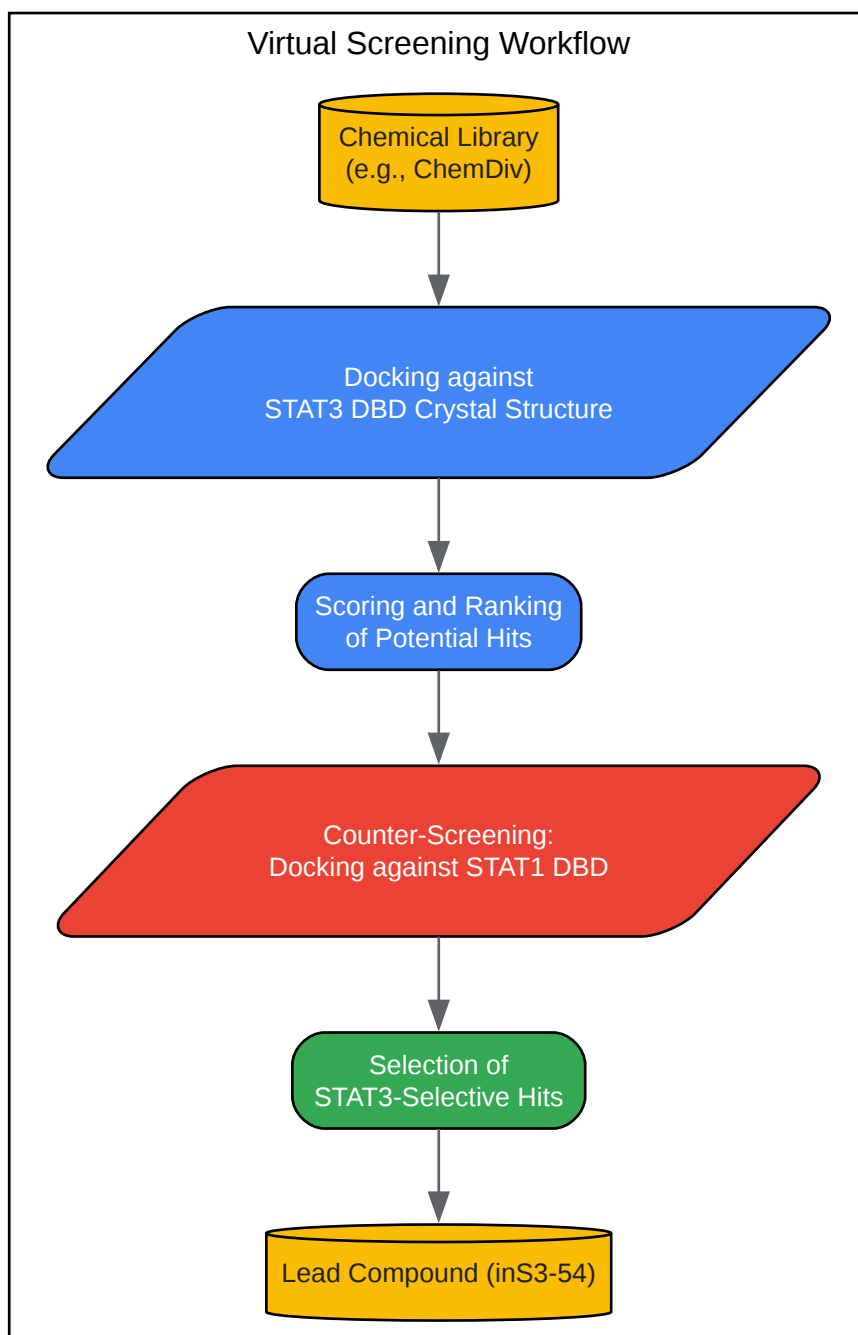 Virtual Screening Workflow
Chemical Library
(e.g., ChemDiv)
Docking against
STAT3 DBD Crystal Structure
Scoring and Ranking
of Potential Hits
Counter-Screening:
Docking against STAT1 DBD
Selection of
STAT3-Selective Hits
Lead Compound (inS3-54)